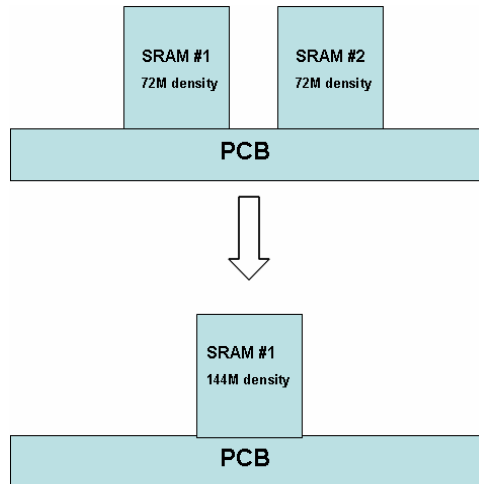 SRAM #1
72M density
SRAM #2
72M density
PCB
SRAM #1
144M density
PCB